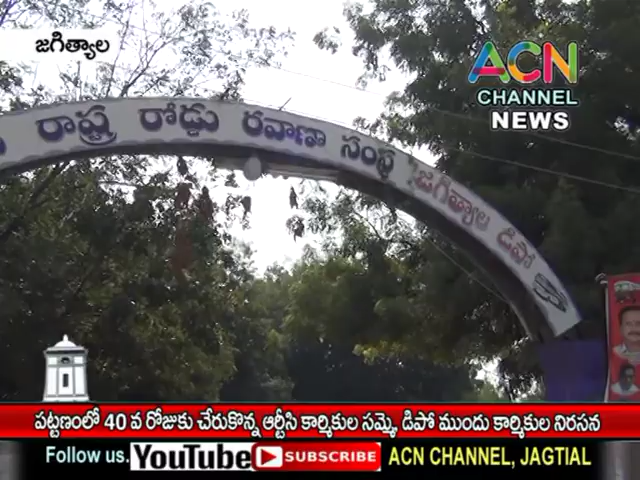 జగిత్యాల
ACN
CHANNEL
NEWS
రాష్ట్ర రోడ్డు రవాణా సంస్థ జగిత్యాల డిపో
పట్టణంలో 40 వ రోజుకు చేరుకొన్న ఆర్టీసి కార్మికుల సమ్మె, డిపో ముందు కార్మికుల నిరసన
Follow us. YouTube SUBSCRIBE ACN CHANNEL, JAGTIAL